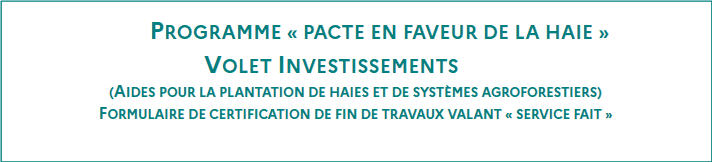 PROGRAMME « PACTE EN FAVEUR DE LA HAIE »
VOLET INVESTISSEMENTS
(AIDES POUR LA PLANTATION DE HAIES ET DE SYSTÈMES AGROFORESTIERS)
FORMULAIRE DE CERTIFICATION DE FIN DE TRAVAUX VALANT « SERVICE FAIT »